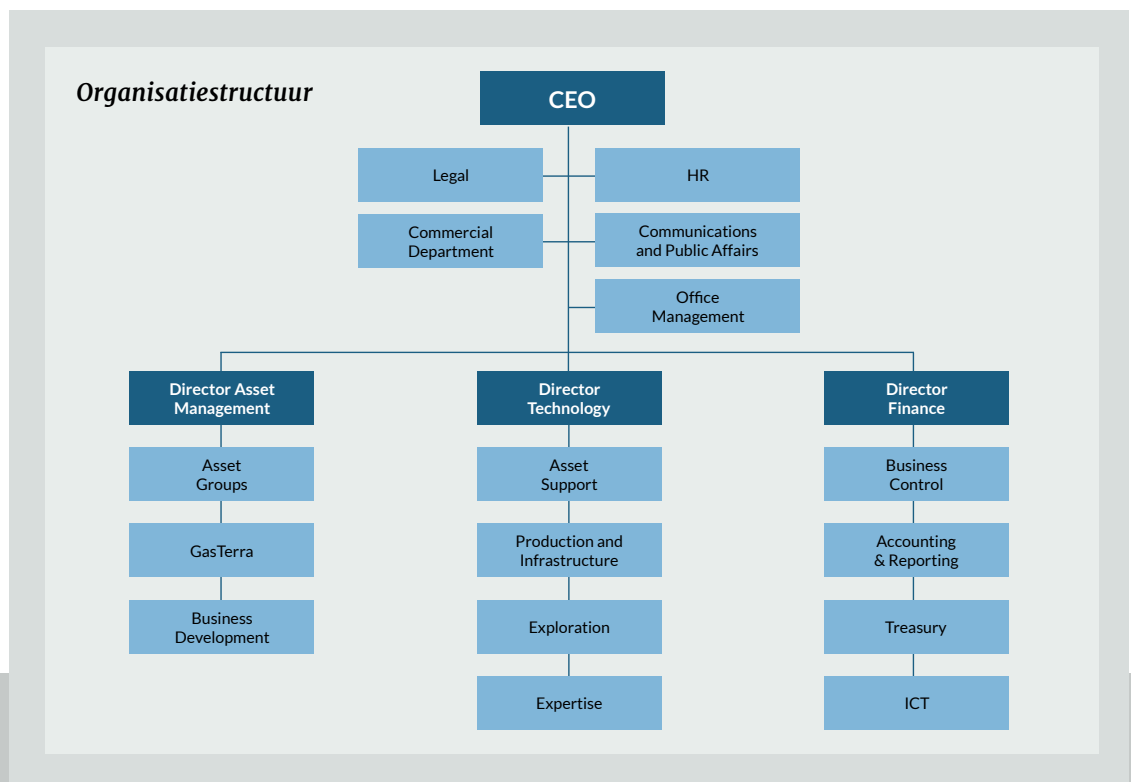 Organisatiestructuur
CEO
Legal
HR
Commercial
Department
Communications
and Public Affairs
Office
Management
Director Asset
Management
Director
Technology
Director
Finance
Asset
Groups
Asset
Support
Business
Control
GasTerra
Production and
Infrastructure
Accounting
& Reporting
Business
Development
Exploration
Treasury
Expertise
ICT